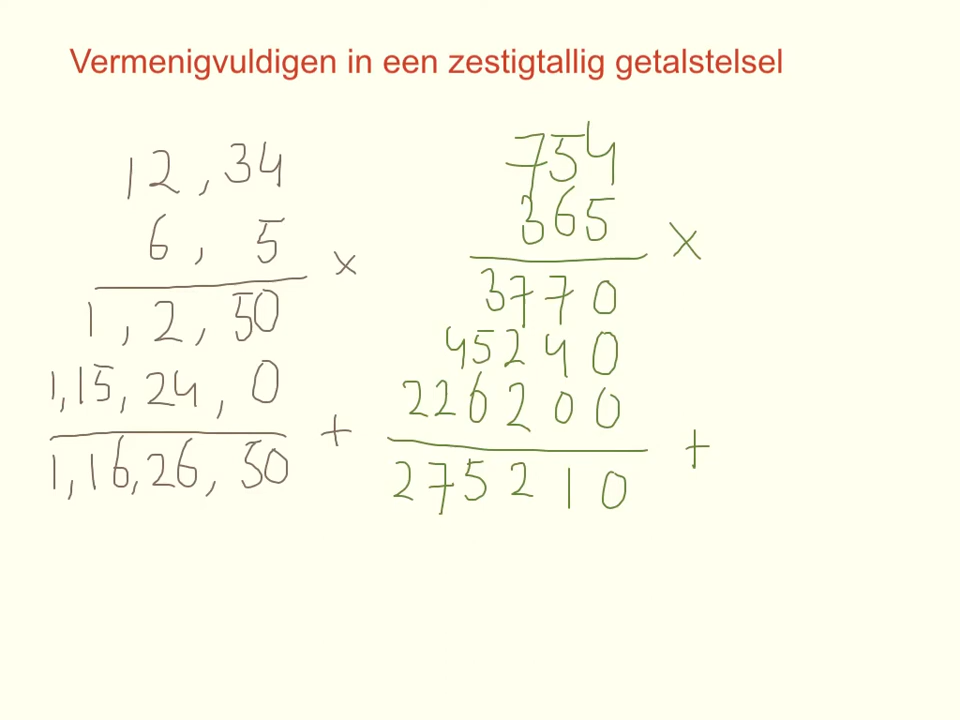 Vermenigvuldigen in een zestigtallig getalstelsel
12,34
6, 5 ×
1, 2, 50
1,15, 24, 0 +
1,16,26, 50
754
365 ×
3770
45240
226200 +
275210